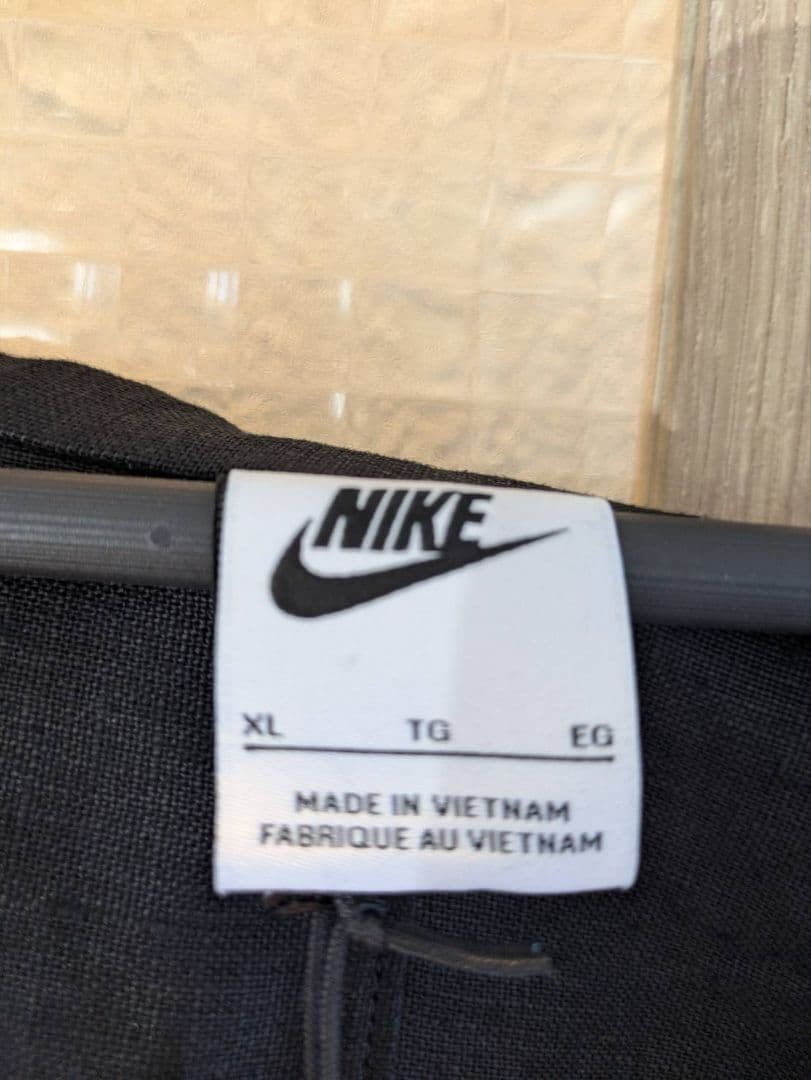 NIKE
XL TG EG
MADE IN VIETNAM
FABRIQUE AU VIETNAM